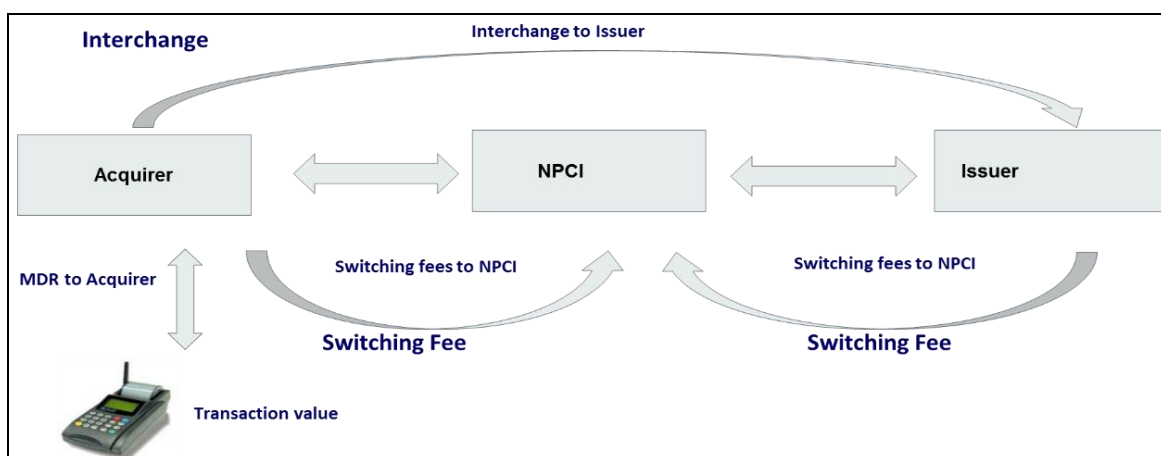 Interchange
Interchange to Issuer
Acquirer
NPCI
Issuer
MDR to Acquirer
Switching fees to NPCI
Switching fees to NPCI
Switching Fee
Switching Fee
Transaction value